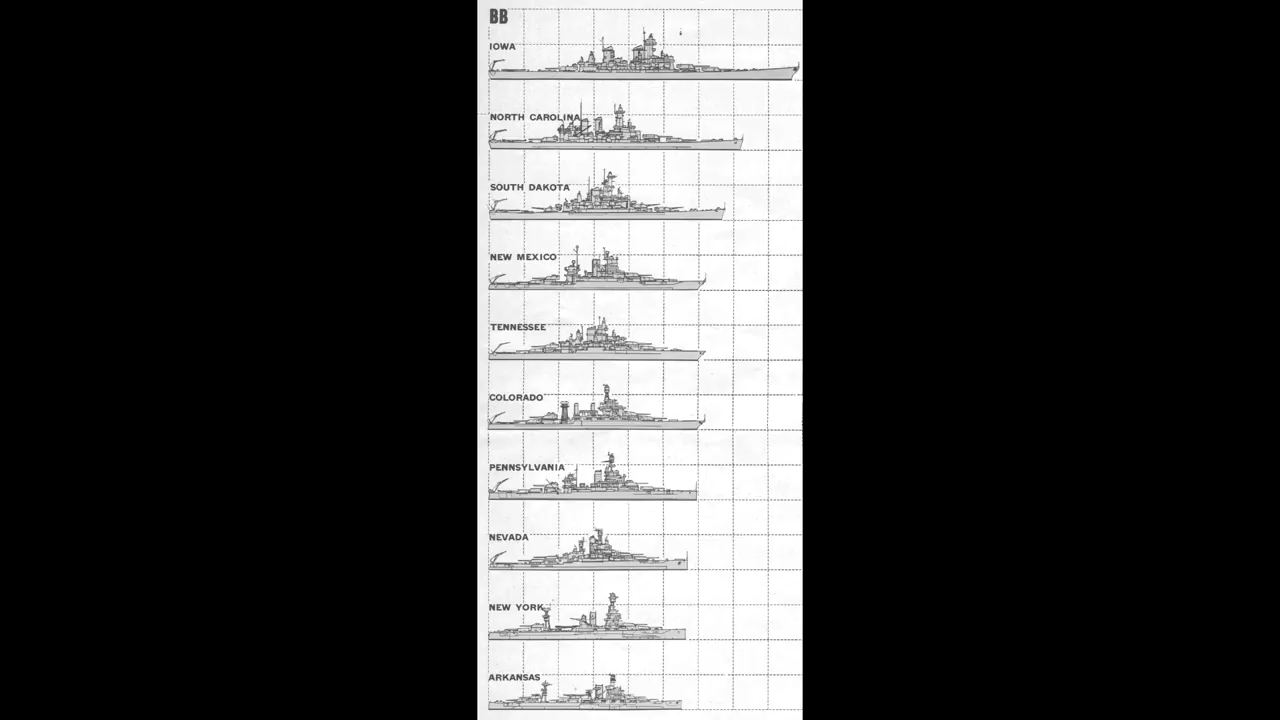 BB
IOWA
NORTH CAROLINA
SOUTH DAKOTA
NEW MEXICO
TENNESSEE
COLORADO
PENNSYLVANIA
NEVADA
NEW YORK
ARKANSAS